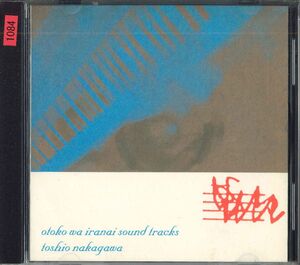 1084
otoko wa iranai sound tracks
toshio nakagawa